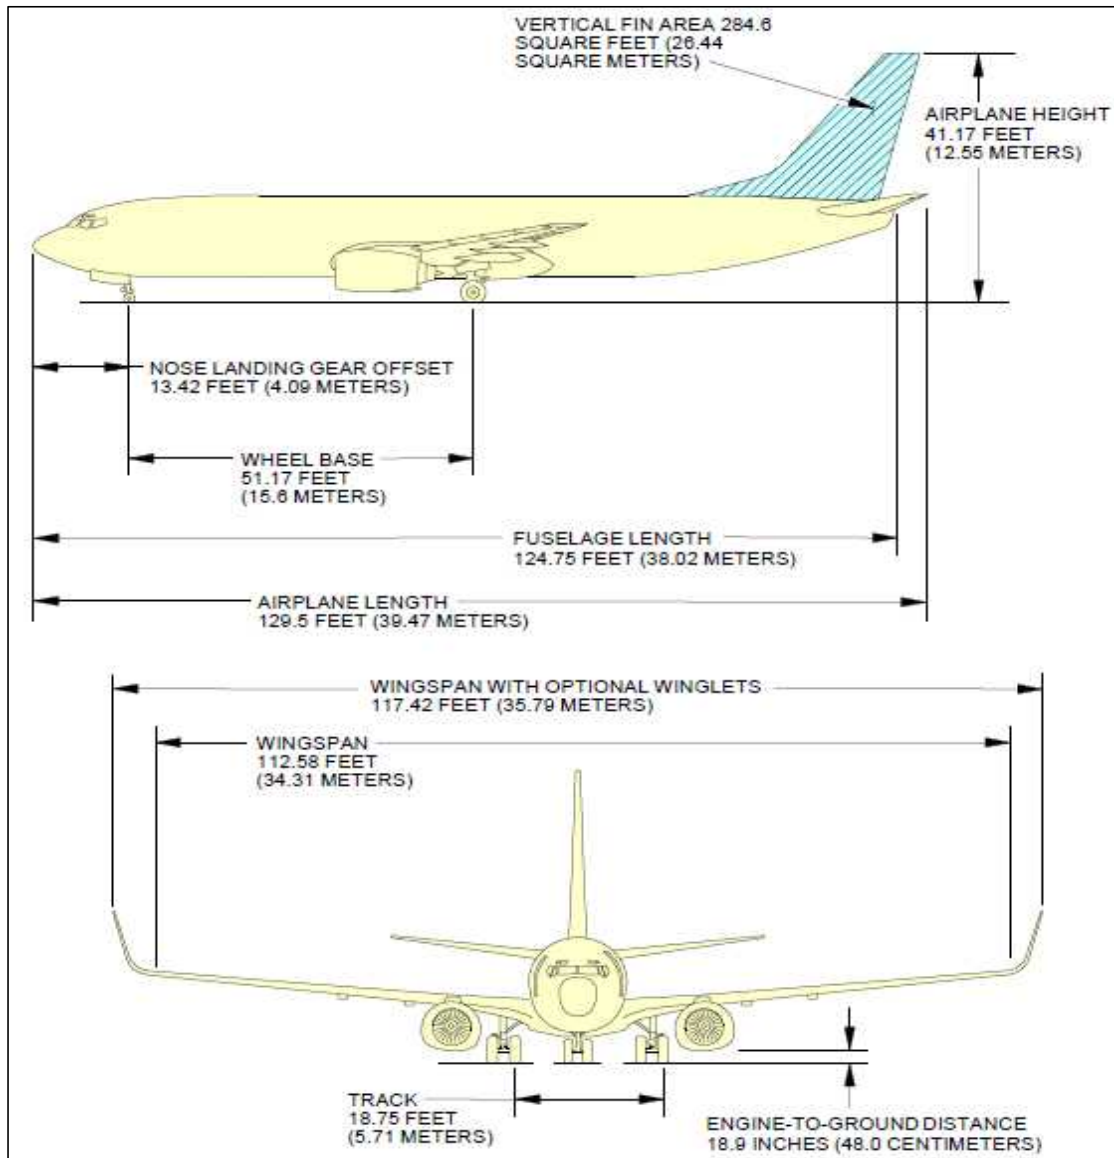 VERTICAL FIN AREA 284.6
SQUARE FEET (26.44
SQUARE METERS)
AIRPLANE HEIGHT
41.17 FEET
(12.55 METERS)
NOSE LANDING GEAR OFFSET
13.42 FEET (4.09 METERS)
WHEEL BASE
51.17 FEET
(15.6 METERS)
FUSELAGE LENGTH
124.75 FEET (38.02 METERS)
AIRPLANE LENGTH
129.5 FEET (39.47 METERS)
WINGSPAN WITH OPTIONAL WINGLETS
117.42 FEET (35.79 METERS)
WINGSPAN
112.58 FEET
(34.31 METERS)
TRACK
18.75 FEET
(5.71 METERS)
ENGINE-TO-GROUND DISTANCE
18.9 INCHES (48.0 CENTIMETERS)